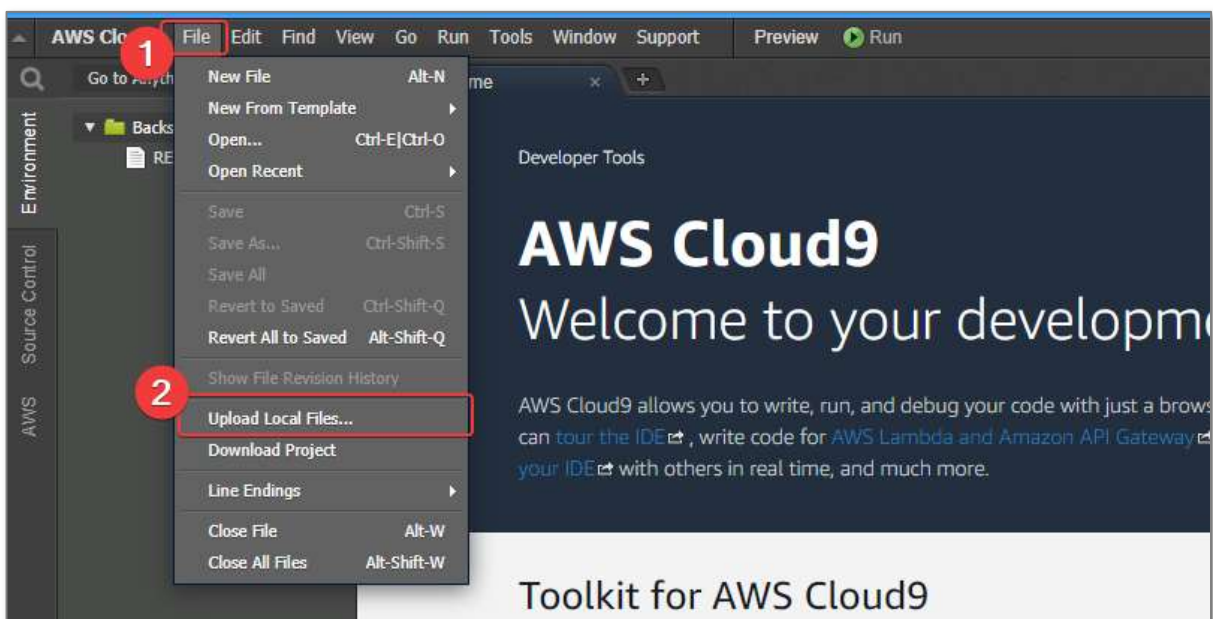 AWS Clo File Edit Find View Go Run Tools Window Support Preview Run
1
Go to Anyth
me
Environment
Source Control
AWS
Backs
RE
New File Alt-N
New From Template
Open... Ctrl-E|Ctrl-O
Open Recent
Save Ctrl-S
Save As... Ctrl-Shift-S
Save All
Revert to Saved Ctrl-Shift-Q
Revert All to Saved Alt-Shift-Q
Show File Revision History
2
Upload Local Files...
Download Project
Line Endings
Close File Alt-W
Close All Files Alt-Shift-W
Developer Tools
AWS Cloud9
Welcome to your developm
AWS Cloud9 allows you to write, run, and debug your code with just a brows
can tour the IDE, write code for AWS Lambda and Amazon API Gateway
your IDE with others in real time, and much more.
Toolkit for AWS Cloud9